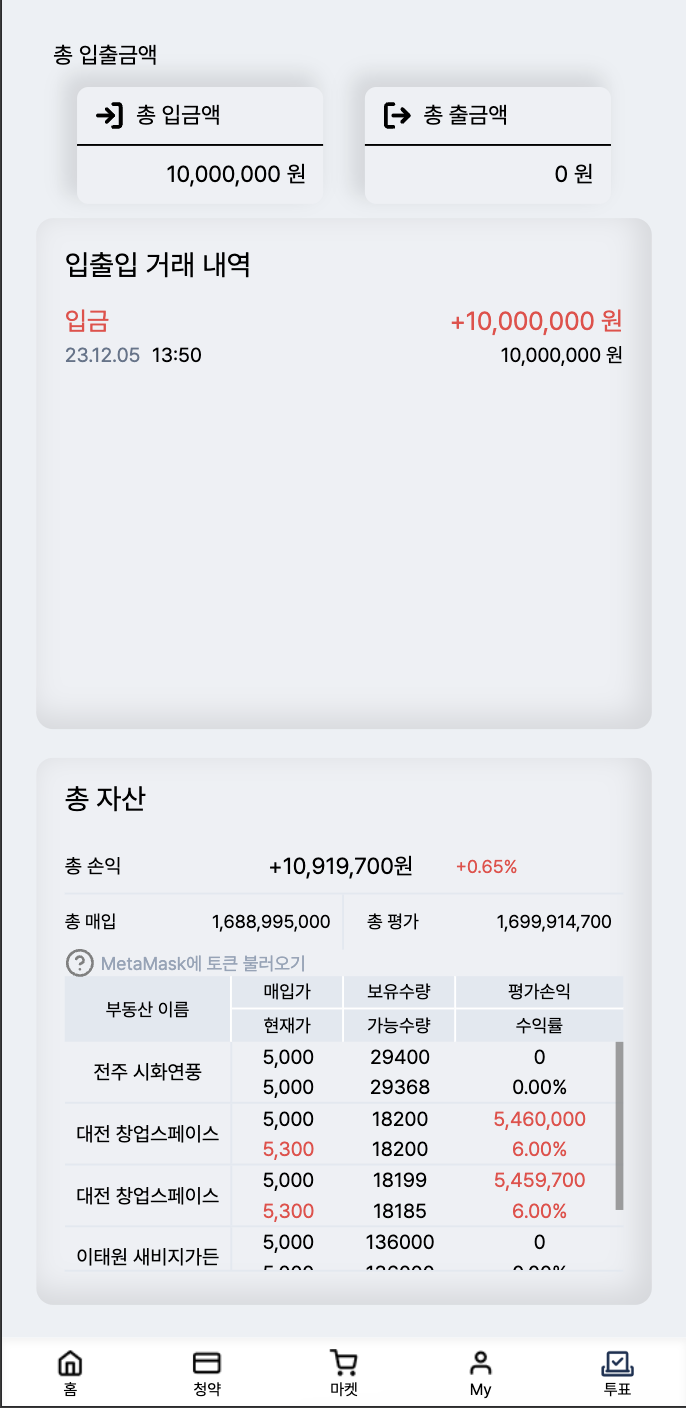 총 입출금액
총 입금액
10,000,000 원
총 출금액
0 원
입출입 거래 내역
입금 +10,000,000 원
23.12.05 13:50 10,000,000 원
총 자산
총 손익 +10,919,700원 +0.65%
총 매입 1,688,995,000 총 평가 1,699,914,700
MetaMask에 토큰 불러오기
부동산 이름 매입가 보유수량 평가손익
현재가 가능수량 수익률
전주 시화연풍 5,000 29400 0
5,000 29368 0.00%
대전 창업스페이스 5,000 18200 5,460,000
5,300 18200 6.00%
대전 창업스페이스 5,000 18199 5,459,700
5,300 18185 6.00%
이태원 새비지가든 5,000 136000 0
홈 청약 마켓 My 투표